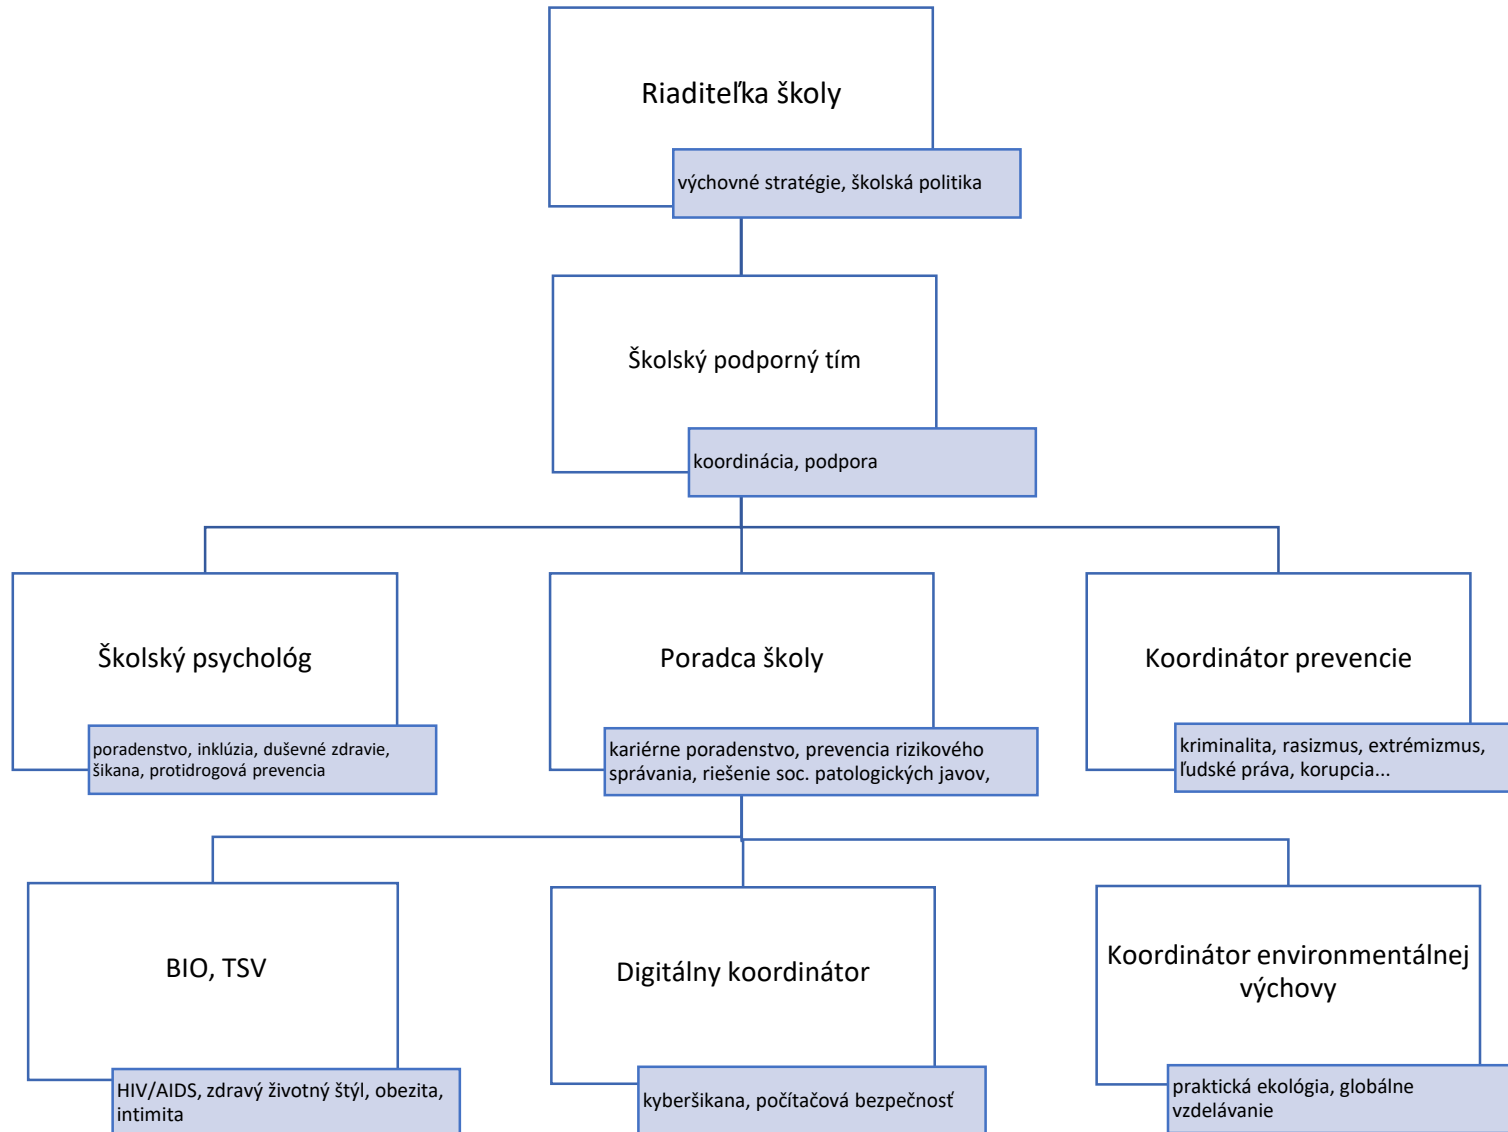 Riaditeľka školy
výchovné stratégie, školská politika
Školský podporný tím
koordinácia, podpora
Školský psychológ
poradenstvo, inklúzia, duševné zdravie,
šikana, protidrogová prevencia
Poradca školy
kariérne poradenstvo, prevencia rizikového
správania, riešenie soc. patologických javov,
Koordinátor prevencie
kriminalita, rasizmus, extrémizmus,
ľudské práva, korupcia...
BIO, TSV
HIV/AIDS, zdravý životný štýl, obezita,
intimita
Digitálny koordinátor
kyberšikana, počítačová bezpečnosť
Koordinátor environmentálnej
výchovy
praktická ekológia, globálne
vzdelávanie